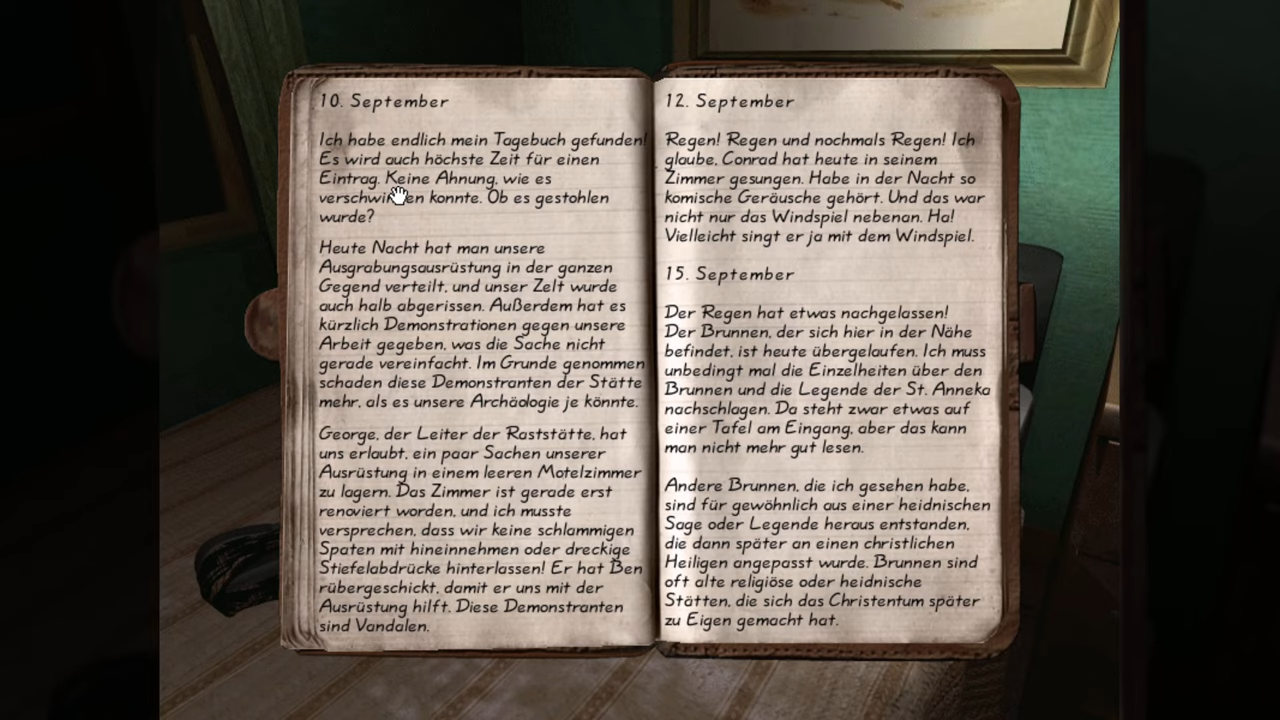 10. September
Ich habe endlich mein Tagebuch gefunden!
Es wird auch höchste Zeit für einen
Eintrag. Keine Ahnung, wie es
verschwinden konnte. Ob es gestohlen
wurde?
Heute Nacht hat man unsere
Ausgrabungsausrüstung in der ganzen
Gegend verteilt, und unser Zelt wurde
auch halb abgerissen. Außerdem hat es
kürzlich Demonstrationen gegen unsere
Arbeit gegeben, was die Sache nicht
gerade vereinfacht. Im Grunde genommen
schaden diese Demonstranten der Stätte
mehr, als es unsere Archäologie je könnte.
George, der Leiter der Raststätte, hat
uns erlaubt, ein paar Sachen unserer
Ausrüstung in einem leeren Motelzimmer
zu lagern. Das Zimmer ist gerade erst
renoviert worden, und ich musste
versprechen, dass wir keine schlammigen
Spaten mit hineinnehmen oder dreckige
Stiefelabdrücke hinterlassen! Er hat Ben
rübergeschickt, damit er uns mit der
Ausrüstung hilft. Diese Demonstranten
sind Vandalen.
12. September
Regen! Regen und nochmals Regen! Ich
glaube, Conrad hat heute in seinem
Zimmer gesungen. Habe in der Nacht so
komische Geräusche gehört. Und das war
nicht nur das Windspiel nebenan. Ha!
Vielleicht singt er ja mit dem Windspiel.
15. September
Der Regen hat etwas nachgelassen!
Der Brunnen, der sich hier in der Nähe
befindet, ist heute übergelaufen. Ich muss
unbedingt mal die Einzelheiten über den
Brunnen und die Legende der St. Anneka
nachschlagen. Da steht zwar etwas auf
einer Tafel am Eingang, aber das kann
man nicht mehr gut lesen.
Andere Brunnen, die ich gesehen habe,
sind für gewöhnlich aus einer heidnischen
Sage oder Legende heraus entstanden,
die dann später an einen christlichen
Heiligen angepasst wurde. Brunnen sind
oft alte religiöse oder heidnische
Stätten, die sich das Christentum später
zu Eigen gemacht hat.